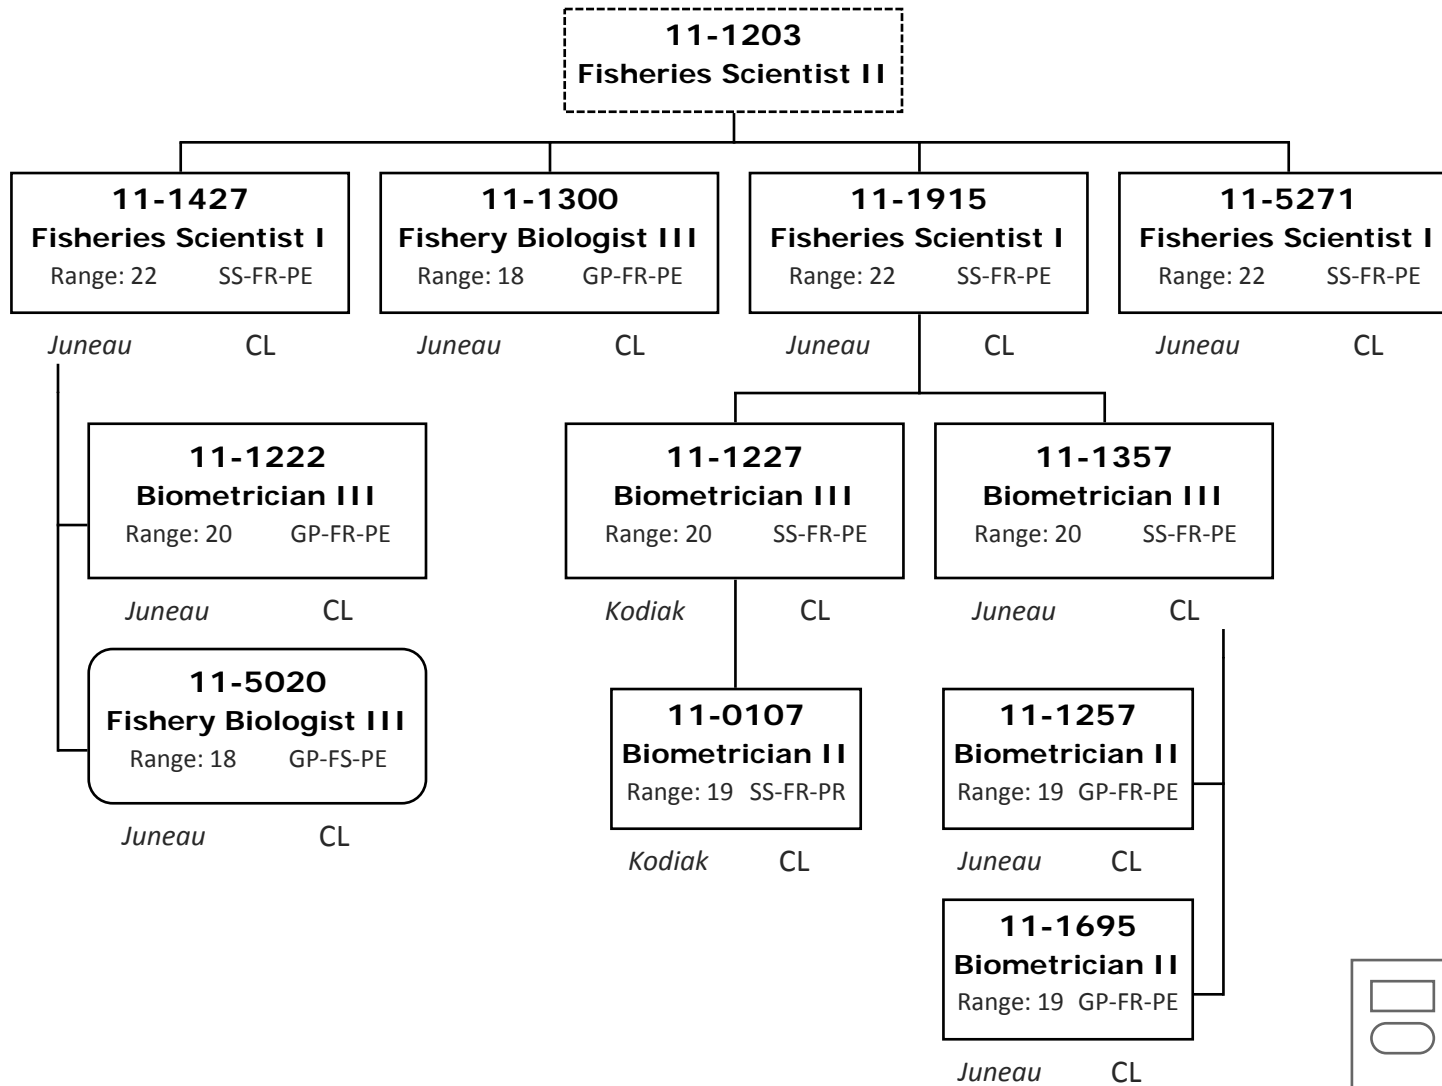 11-1203
Fisheries Scientist II
11-1427
Fisheries Scientist I
Range: 22 SS-FR-PE
Juneau CL
11-1300
Fishery Biologist III
Range: 18 GP-FR-PE
Juneau CL
11-1915
Fisheries Scientist I
Range: 22 SS-FR-PE
Juneau CL
11-5271
Fisheries Scientist I
Range: 22 SS-FR-PE
Juneau CL
11-1222
Biometrician III
Range: 20 GP-FR-PE
Juneau CL
11-5020
Fishery Biologist III
Range: 18 GP-FS-PE
Juneau CL
11-1227
Biometrician III
Range: 20 SS-FR-PE
Kodiak CL
11-0107
Biometrician II
Range: 19 SS-FR-PR
Kodiak CL
11-1357
Biometrician III
Range: 20 SS-FR-PE
Juneau CL
11-1257
Biometrician II
Range: 19 GP-FR-PE
Juneau CL
11-1695
Biometrician II
Range: 19 GP-FR-PE
Juneau CL